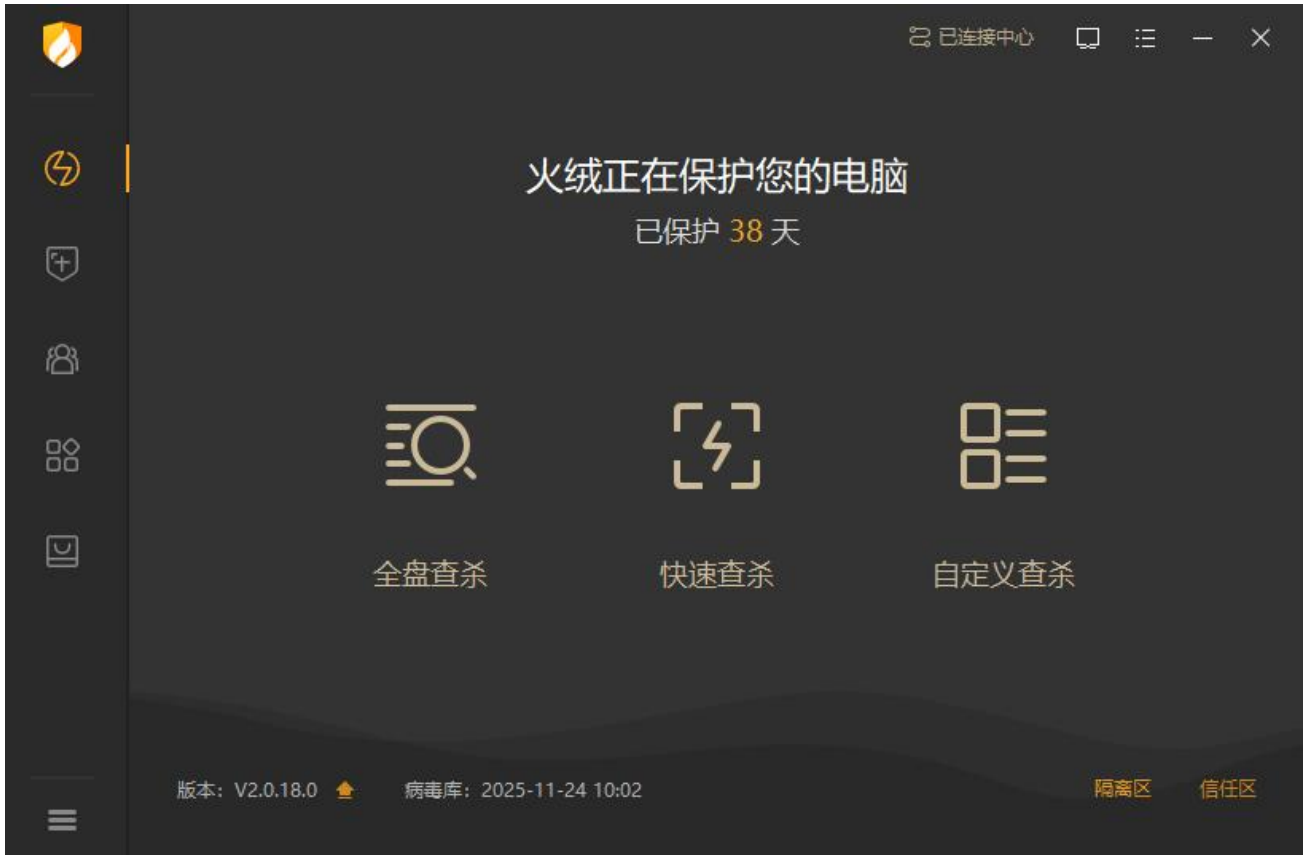 已连接中心
火绒正在保护您的电脑
已保护 38 天
全盘查杀 快速查杀 自定义查杀
版本：V2.0.18.0 病毒库：2025-11-24 10:02 隔离区 信任区